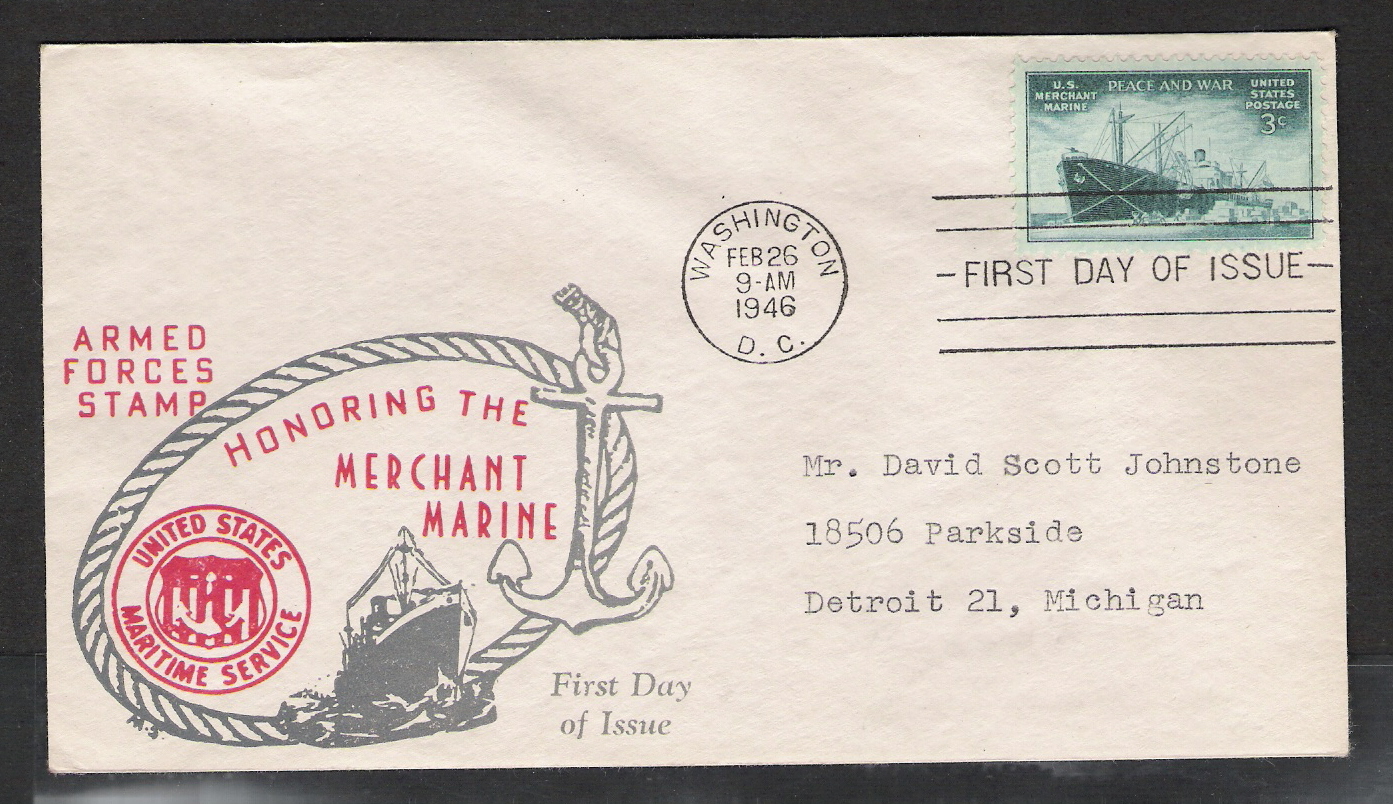 U.S. MERCHANT MARINE
PEACE AND WAR
UNITED STATES POSTAGE
3¢
WASHINGTON
FEB 26
9-AM
1946
D. C.
-FIRST DAY OF ISSUE-
ARMED
FORCES
STAMP
HONORING THE
MERCHANT
MARINE
UNITED STATES
MARITIME SERVICE
First Day
of Issue
Mr. David Scott Johnstone
18506 Parkside
Detroit 21, Michigan